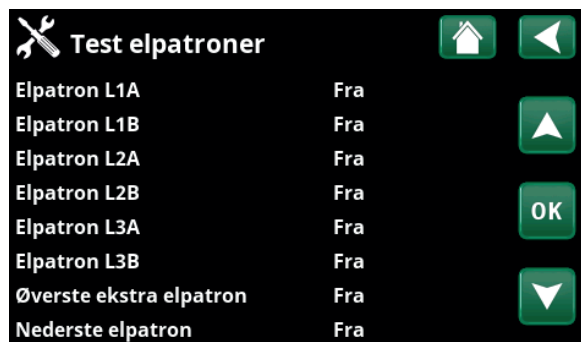 Test elpatroner
Elpatron L1A Fra
Elpatron L1B Fra
Elpatron L2A Fra
Elpatron L2B Fra
Elpatron L3A Fra
OK
Elpatron L3B Fra
Øverste ekstra elpatron Fra
Nederste elpatron Fra